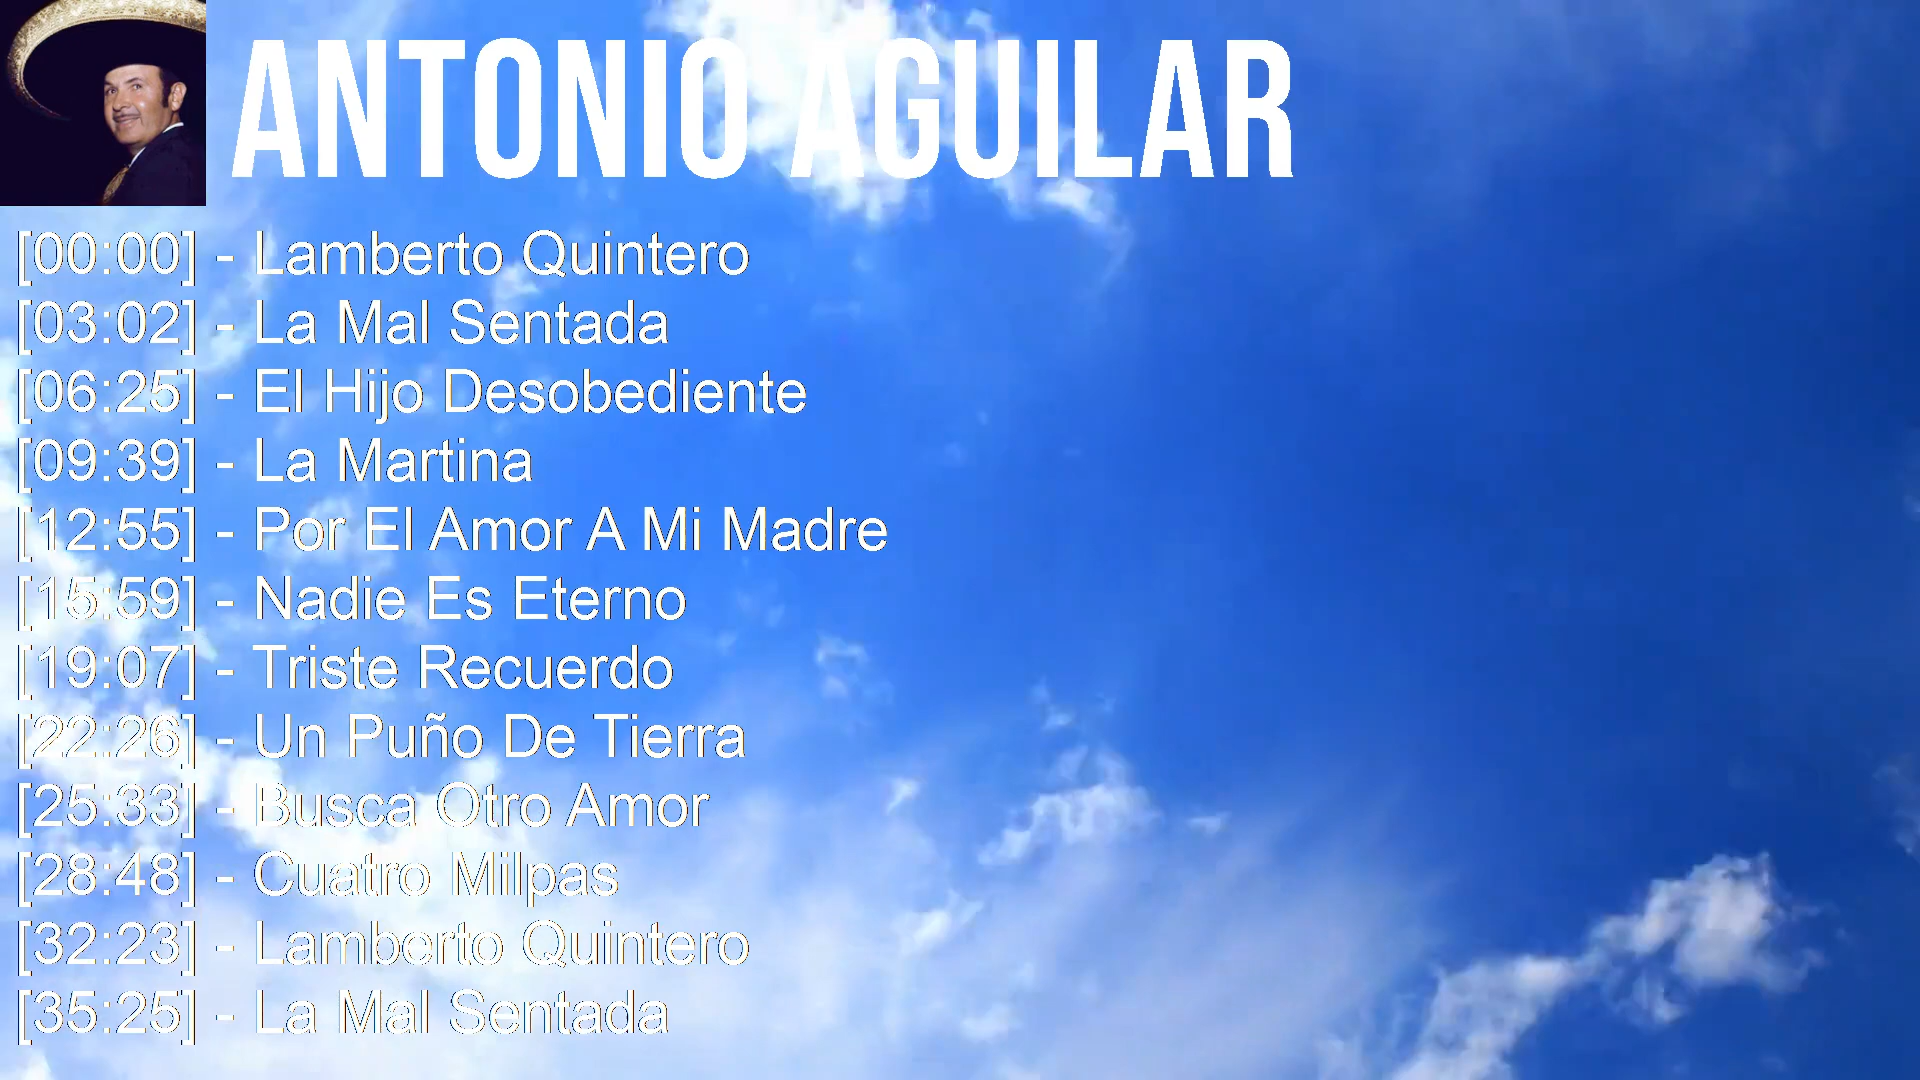 ANTONIO AGUILAR
[00:00] - Lamberto Quintero
[03:02] - La Mal Sentada
[06:25] - El Hijo Desobediente
[09:39] - La Martina
[12:55] - Por El Amor A Mi Madre
[15:59] - Nadie Es Eterno
[19:07] - Triste Recuerdo
[22:26] - Un Puño De Tierra
[25:33] - Busca Otro Amor
[28:48] - Cuatro Milpas
[32:23] - Lamberto Quintero
[35:25] - La Mal Sentada